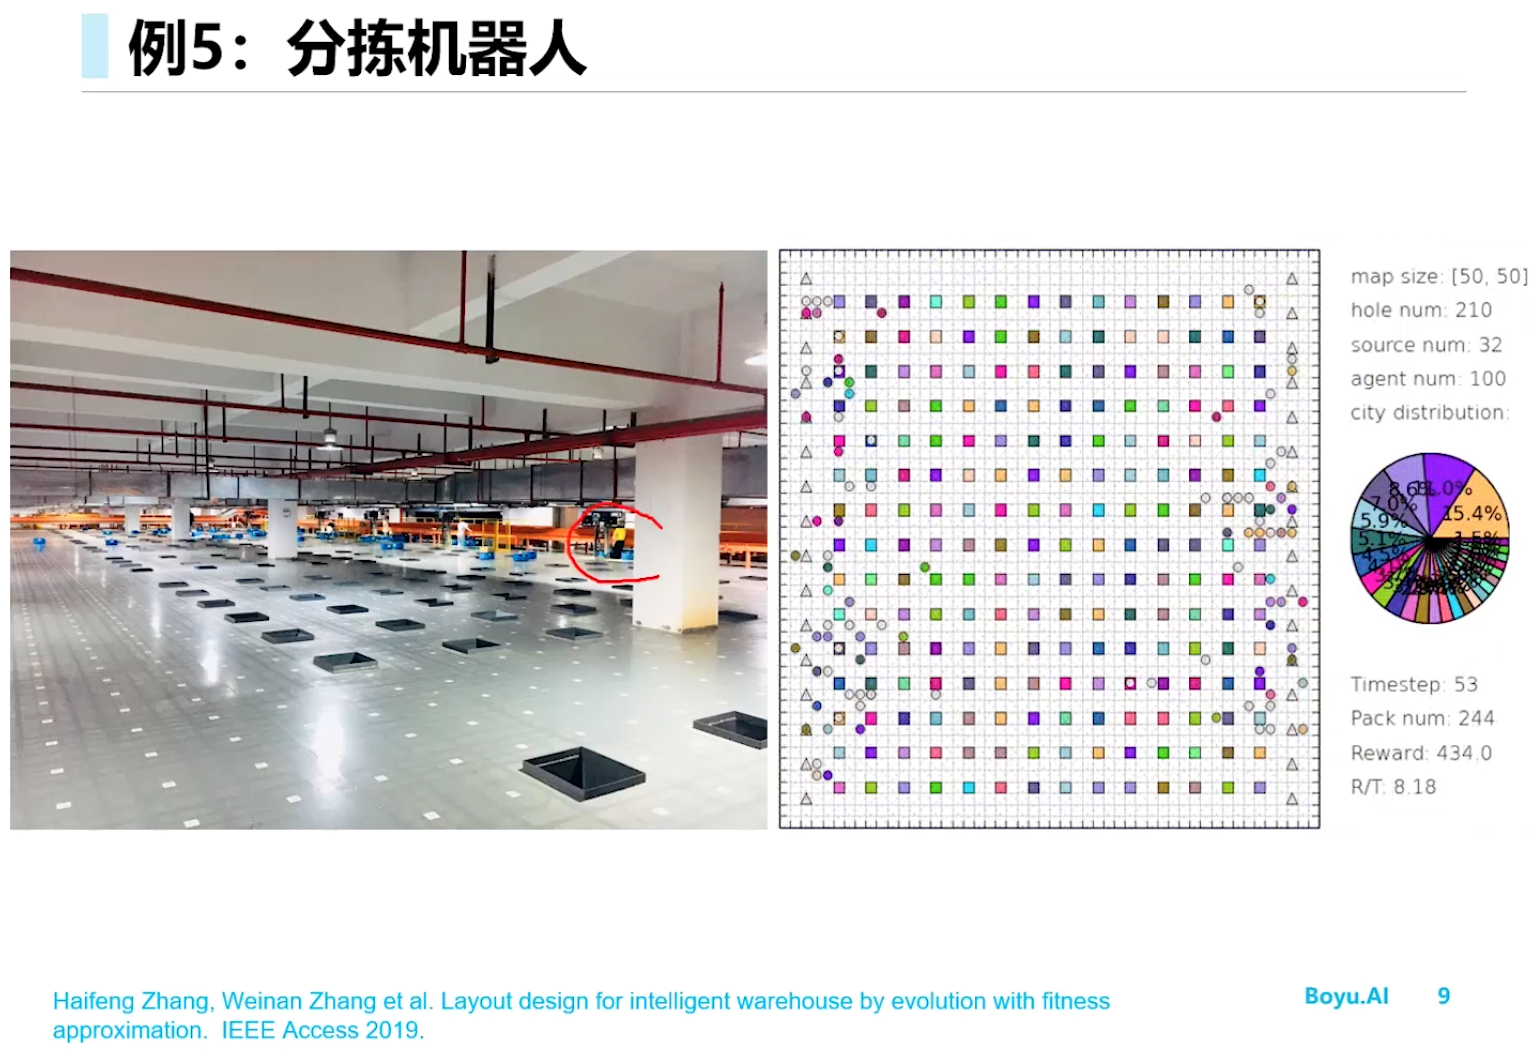 例5：分拣机器人
map size: [50, 50]
hole num: 210
source num: 32
agent num: 100
city distribution:
11.0%
8.6%
7.0%
15.4%
5.9%
5.1%
1.5%
Timestep: 53
Pack num: 244
Reward: 434.0
R/T: 8.18
Haifeng Zhang, Weinan Zhang et al. Layout design for intelligent warehouse by evolution with fitness
approximation.  IEEE Access 2019.
Boyu.AI
9